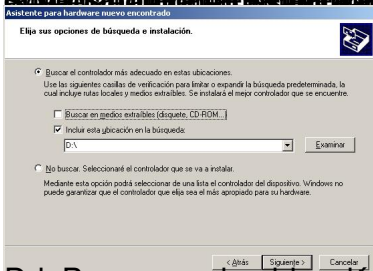 Asistente para hardware nuevo encontrado
Elija sus opciones de búsqueda e instalación.
Buscar el controlador más adecuado en estas ubicaciones.
Use las siguientes casillas de verificación para limitar o expandir la búsqueda predeterminada, la
cual incluye rutas locales y medios extraíbles. Se instalará el mejor controlador que se encuentre.
Buscar en medios extraíbles (disquete, CD-ROM...)
Incluir esta ubicación en la búsqueda:
D:\
Examinar
No buscar. Seleccionaré el controlador que se va a instalar.
Mediante esta opción podrá seleccionar de una lista el controlador del dispositivo. Windows no
puede garantizar que el controlador que elija sea el más apropiado para su hardware.
< Atrás
Siguiente >
Cancelar